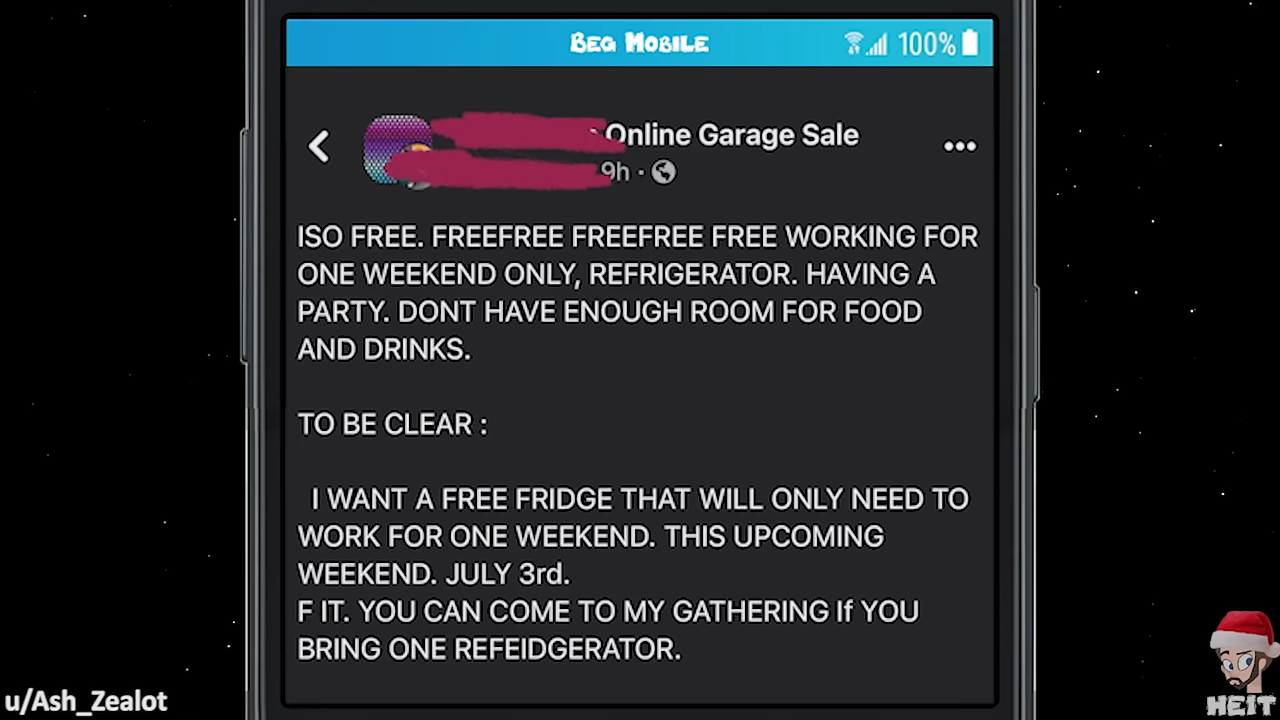 BEG MOBILE
100%
Online Garage Sale
9h ·
ISO FREE. FREEFREE FREEFREE FREE WORKING FOR
ONE WEEKEND ONLY, REFRIGERATOR. HAVING A
PARTY. DONT HAVE ENOUGH ROOM FOR FOOD
AND DRINKS.
TO BE CLEAR :
I WANT A FREE FRIDGE THAT WILL ONLY NEED TO
WORK FOR ONE WEEKEND. THIS UPCOMING
WEEKEND. JULY 3rd.
F IT. YOU CAN COME TO MY GATHERING If YOU
BRING ONE REFEIDGERATOR.
u/Ash_Zealot
HEIT